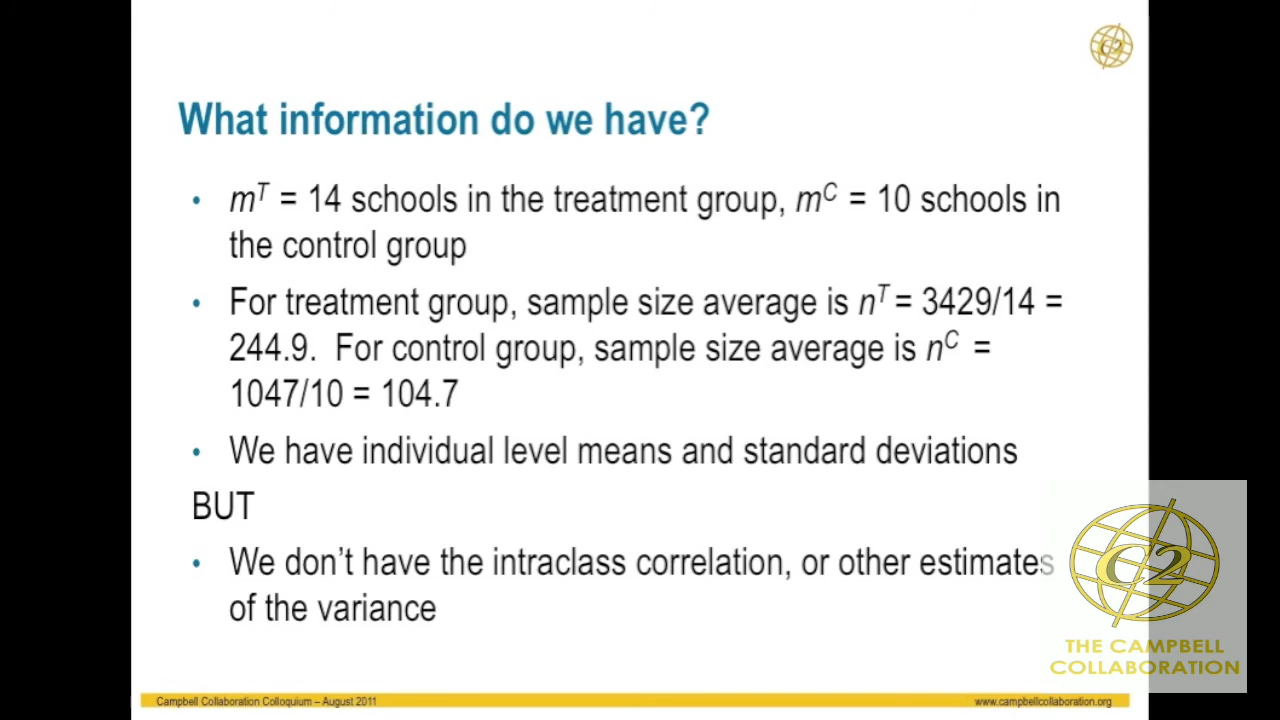 C2
What information do we have?
• m^T = 14 schools in the treatment group, m^C = 10 schools in
the control group
• For treatment group, sample size average is n^T = 3429/14 =
244.9. For control group, sample size average is n^C =
1047/10 = 104.7
• We have individual level means and standard deviations
BUT
• We don't have the intraclass correlation, or other estimates
of the variance
C2
THE CAMPBELL
COLLABORATION
Campbell Collaboration Colloquium – August 2011
www.campbellcollaboration.org